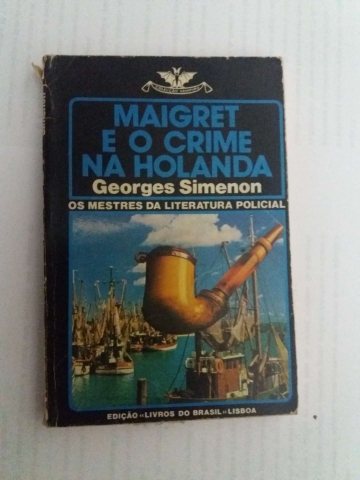 MAIGRET
E O CRIME
NA HOLANDA
Georges Simenon
OS MESTRES DA LITERATURA POLICIAL
EDIÇÃO «LIVROS DO BRASIL» LISBOA